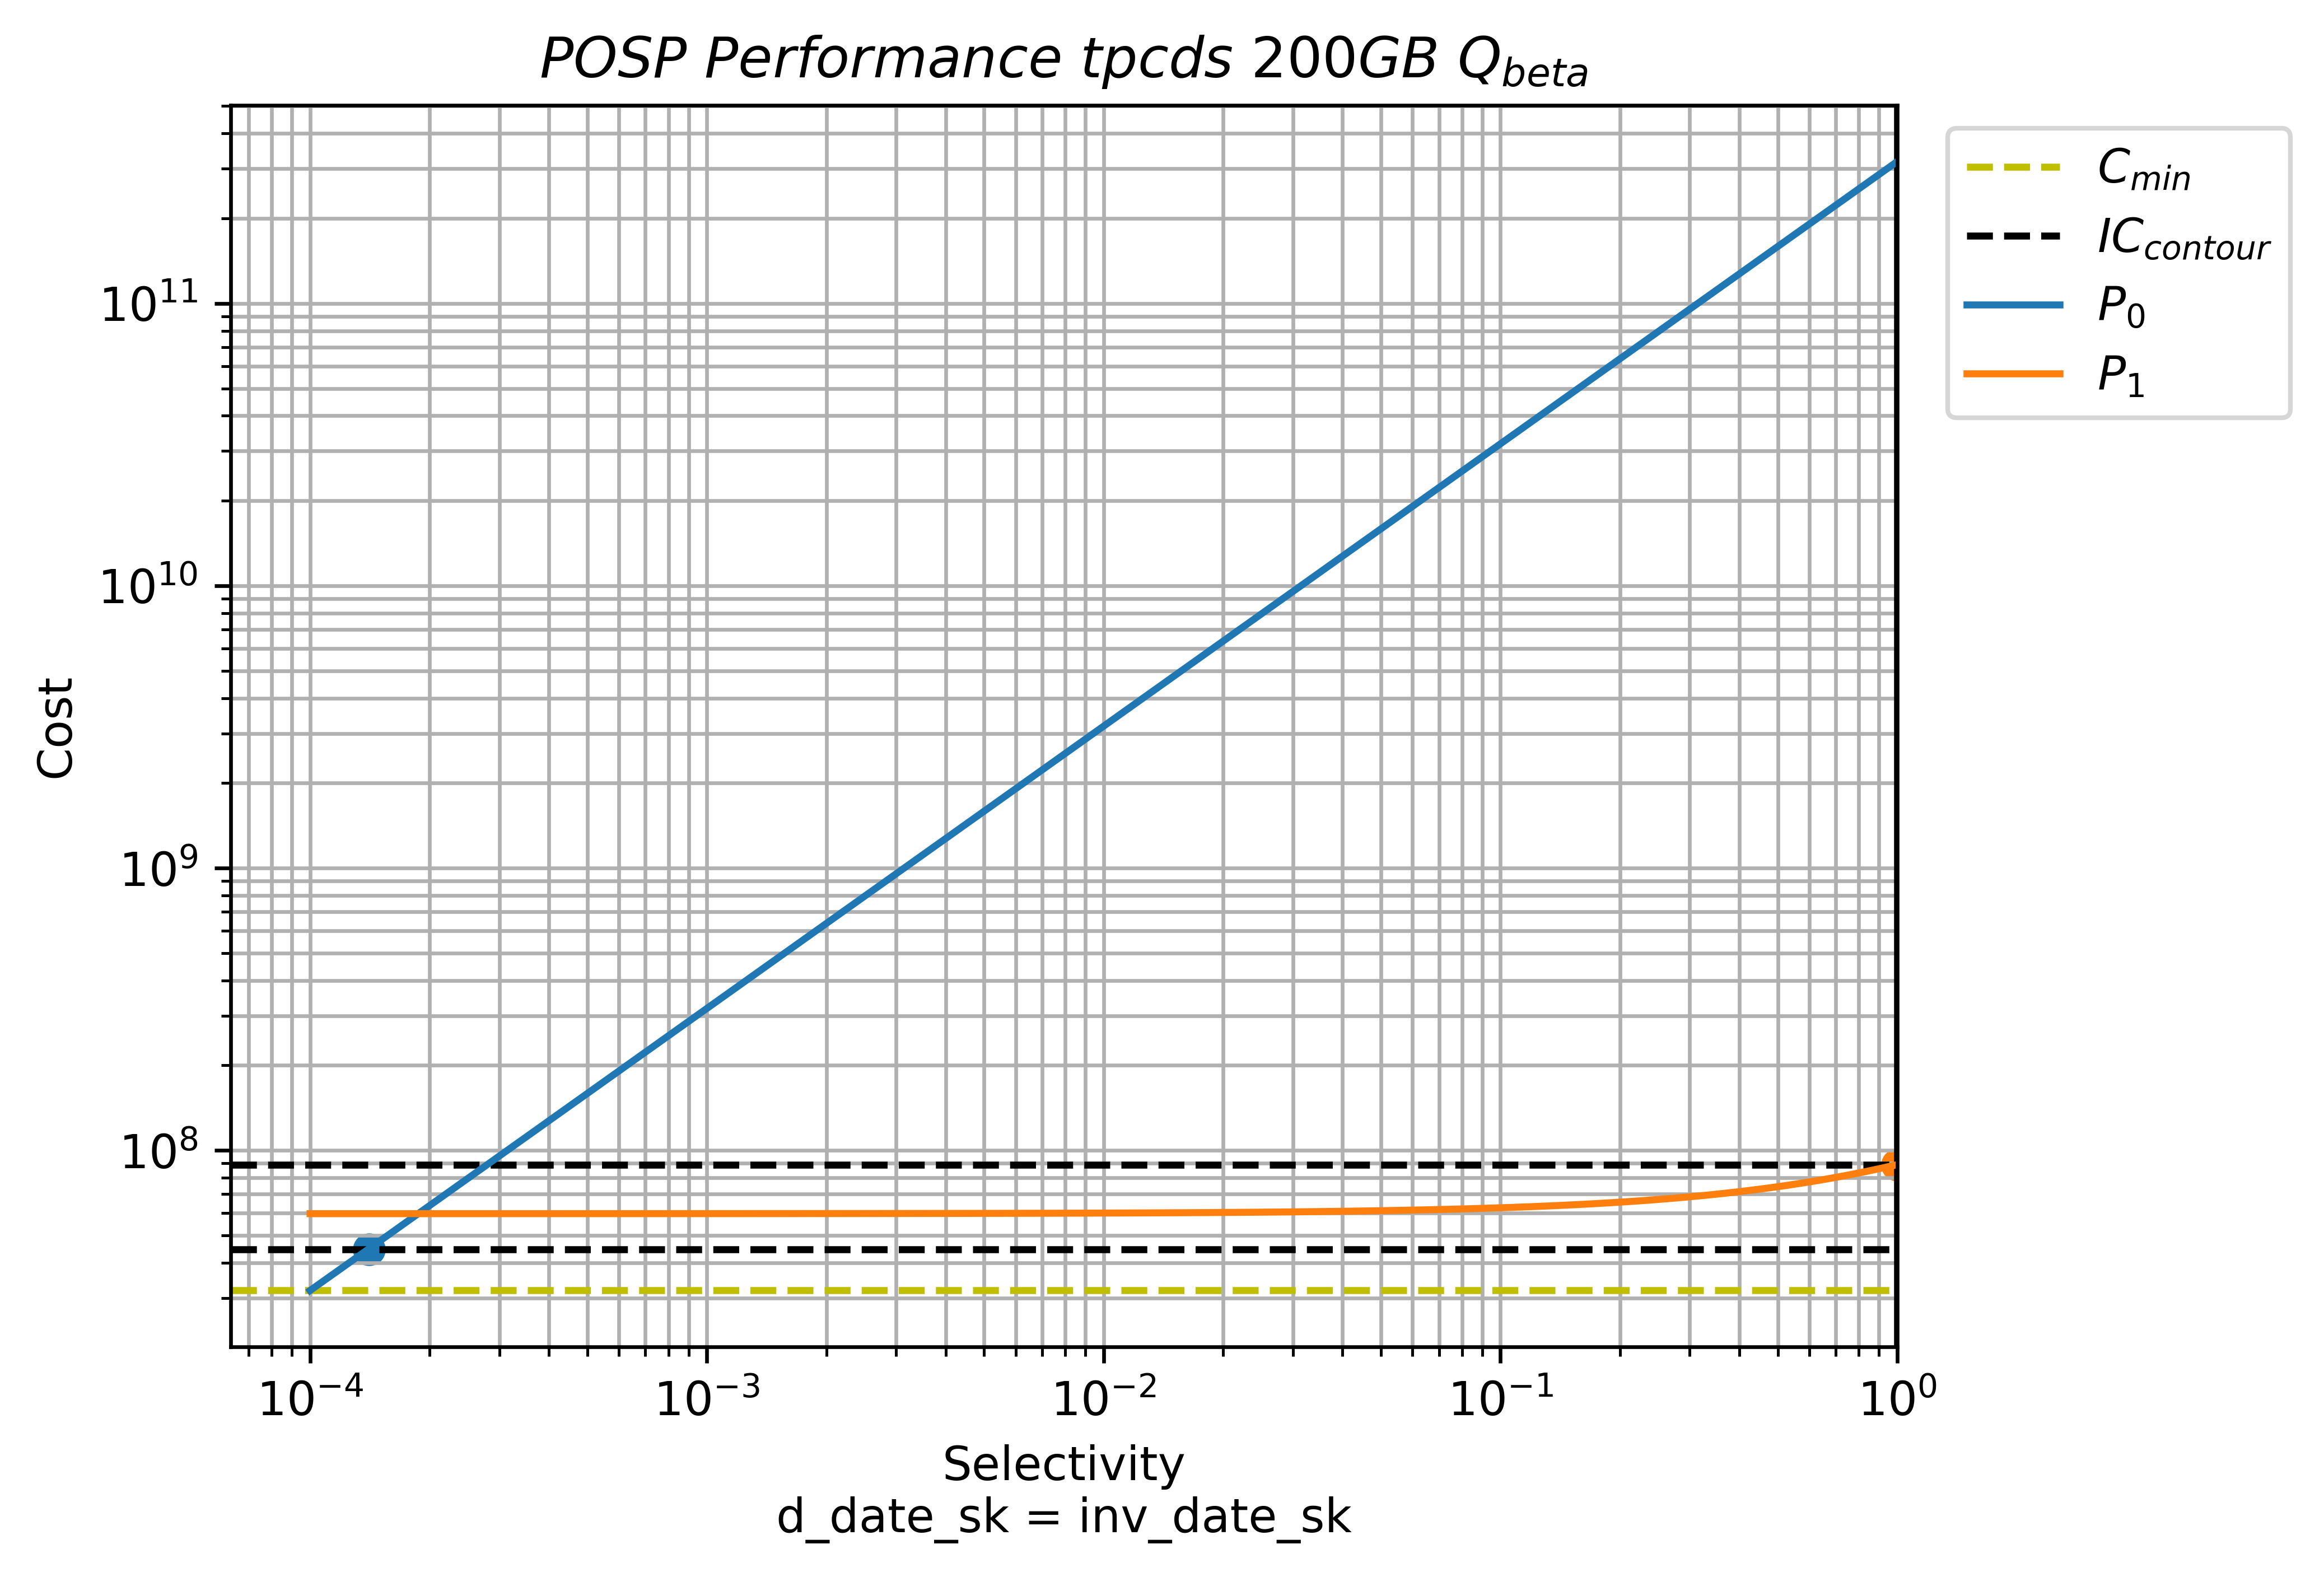 POSP Performance tpcds 200GB Q_beta
C_min
IC_contour
P_0
P_1
Cost
10^11
10^10
10^9
10^8
10^−4 10^−3 10^−2 10^−1 10^0
Selectivity
d_date_sk = inv_date_sk